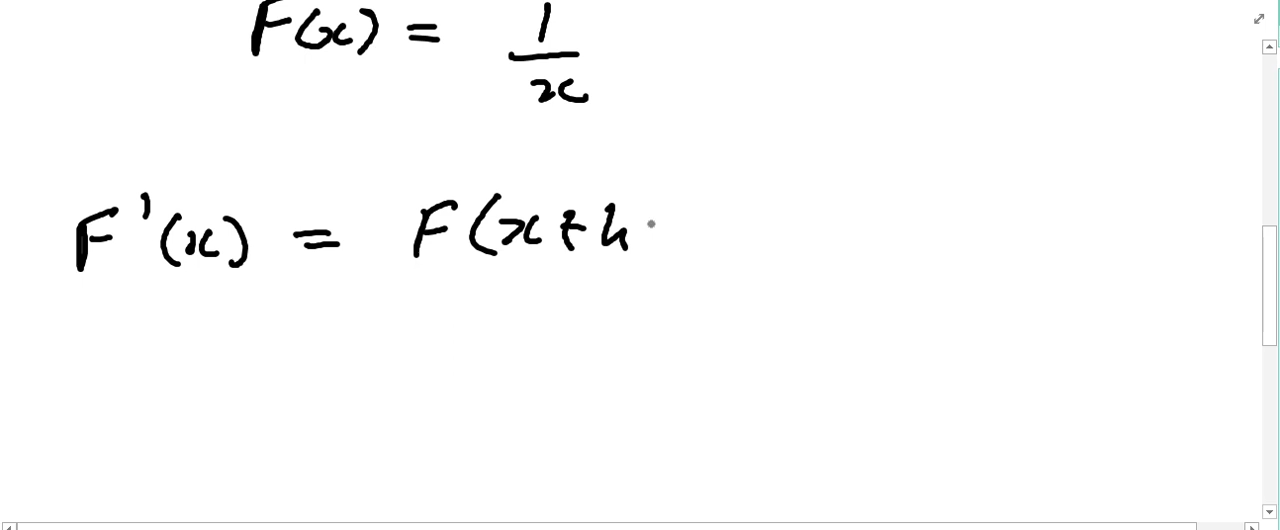 F(x) = 1/x
F'(x) = F(x+h